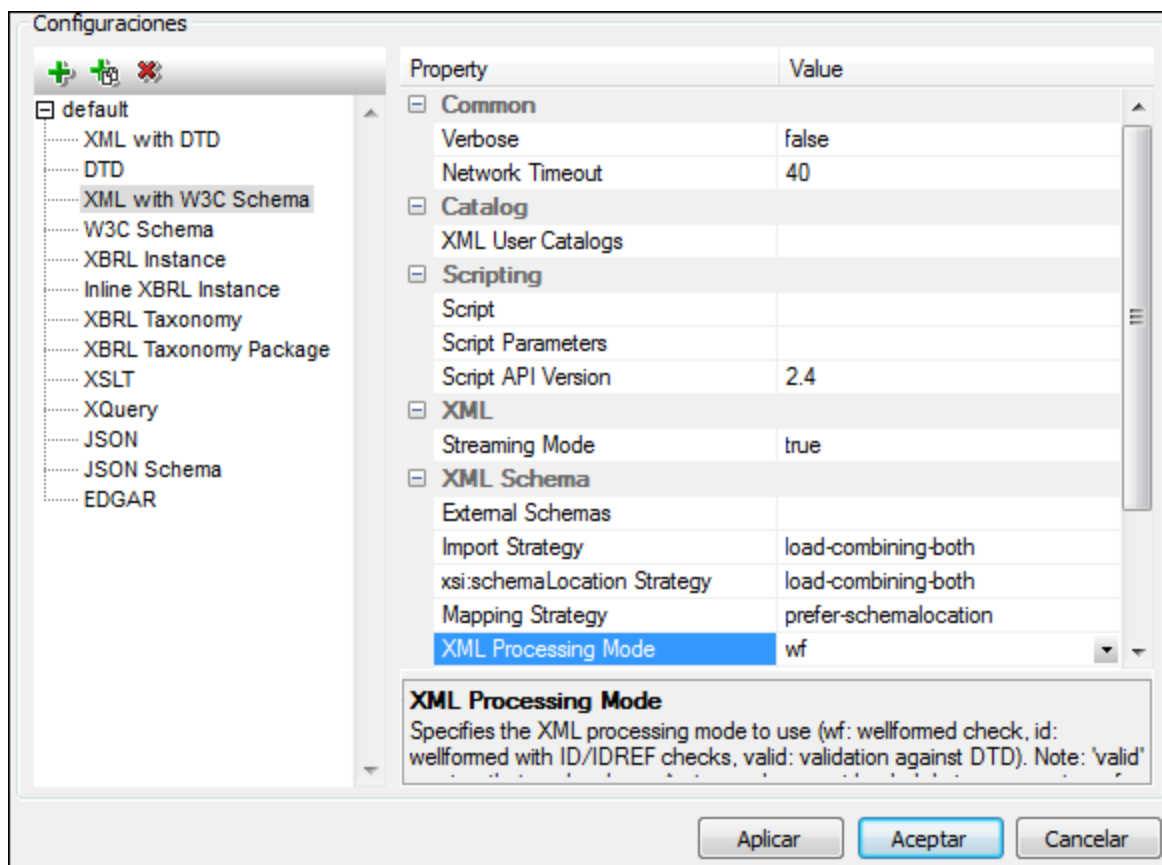 Configuraciones
default
XML with DTD
DTD
XML with W3C Schema
W3C Schema
XBRL Instance
Inline XBRL Instance
XBRL Taxonomy
XBRL Taxonomy Package
XSLT
XQuery
JSON
JSON Schema
EDGAR
Property Value
Common
Verbose false
Network Timeout 40
Catalog
XML User Catalogs
Scripting
Script
Script Parameters
Script API Version 2.4
XML
Streaming Mode true
XML Schema
External Schemas
Import Strategy load-combining-both
xsi:schemaLocation Strategy load-combining-both
Mapping Strategy prefer-schemalocation
XML Processing Mode wf
XML Processing Mode
Specifies the XML processing mode to use (wf: wellformed check, id:
wellformed with ID/IDREF checks, valid: validation against DTD). Note: 'valid'
Aplicar Aceptar Cancelar